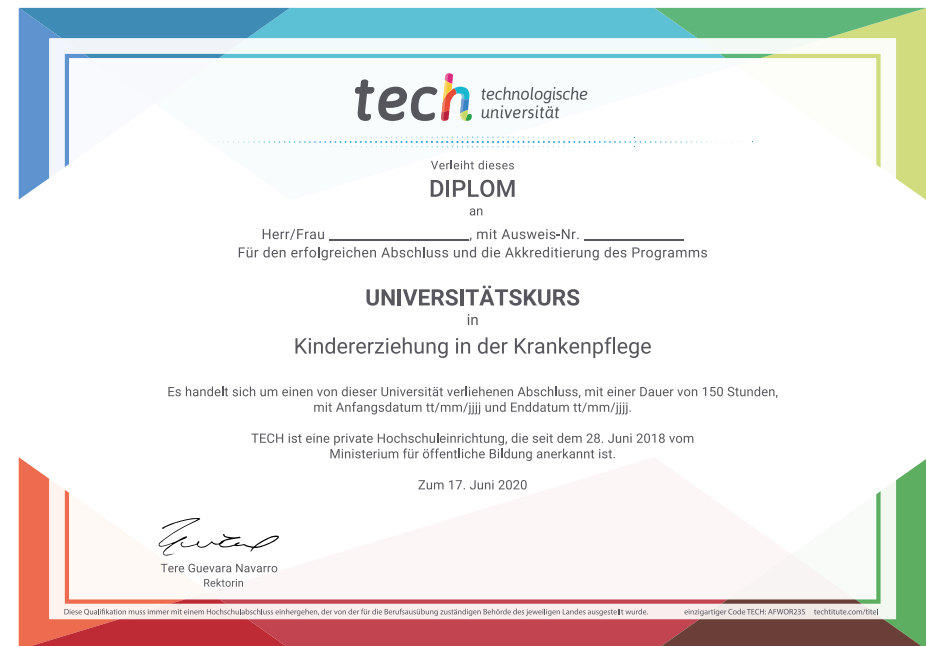 tech technologische
universität
Verleiht dieses
DIPLOM
an
Herr/Frau ____________________, mit Ausweis-Nr. ______________
Für den erfolgreichen Abschluss und die Akkreditierung des Programms
UNIVERSITÄTSKURS
in
Kindererziehung in der Krankenpflege
Es handelt sich um einen von dieser Universität verliehenen Abschluss, mit einer Dauer von 150 Stunden,
mit Anfangsdatum tt/mm/jjjj und Enddatum tt/mm/jjjj.
TECH ist eine private Hochschuleinrichtung, die seit dem 28. Juni 2018 vom
Ministerium für öffentliche Bildung anerkannt ist.
Zum 17. Juni 2020
Tere Guevara Navarro
Rektorin
Diese Qualifikation muss immer mit einem Hochschulabschluss einhergehen, der von der für die Berufsausübung zuständigen Behörde des jeweiligen Landes ausgestellt wurde. einzigartiger Code TECH: AFWOR235 techtitute.com/titel